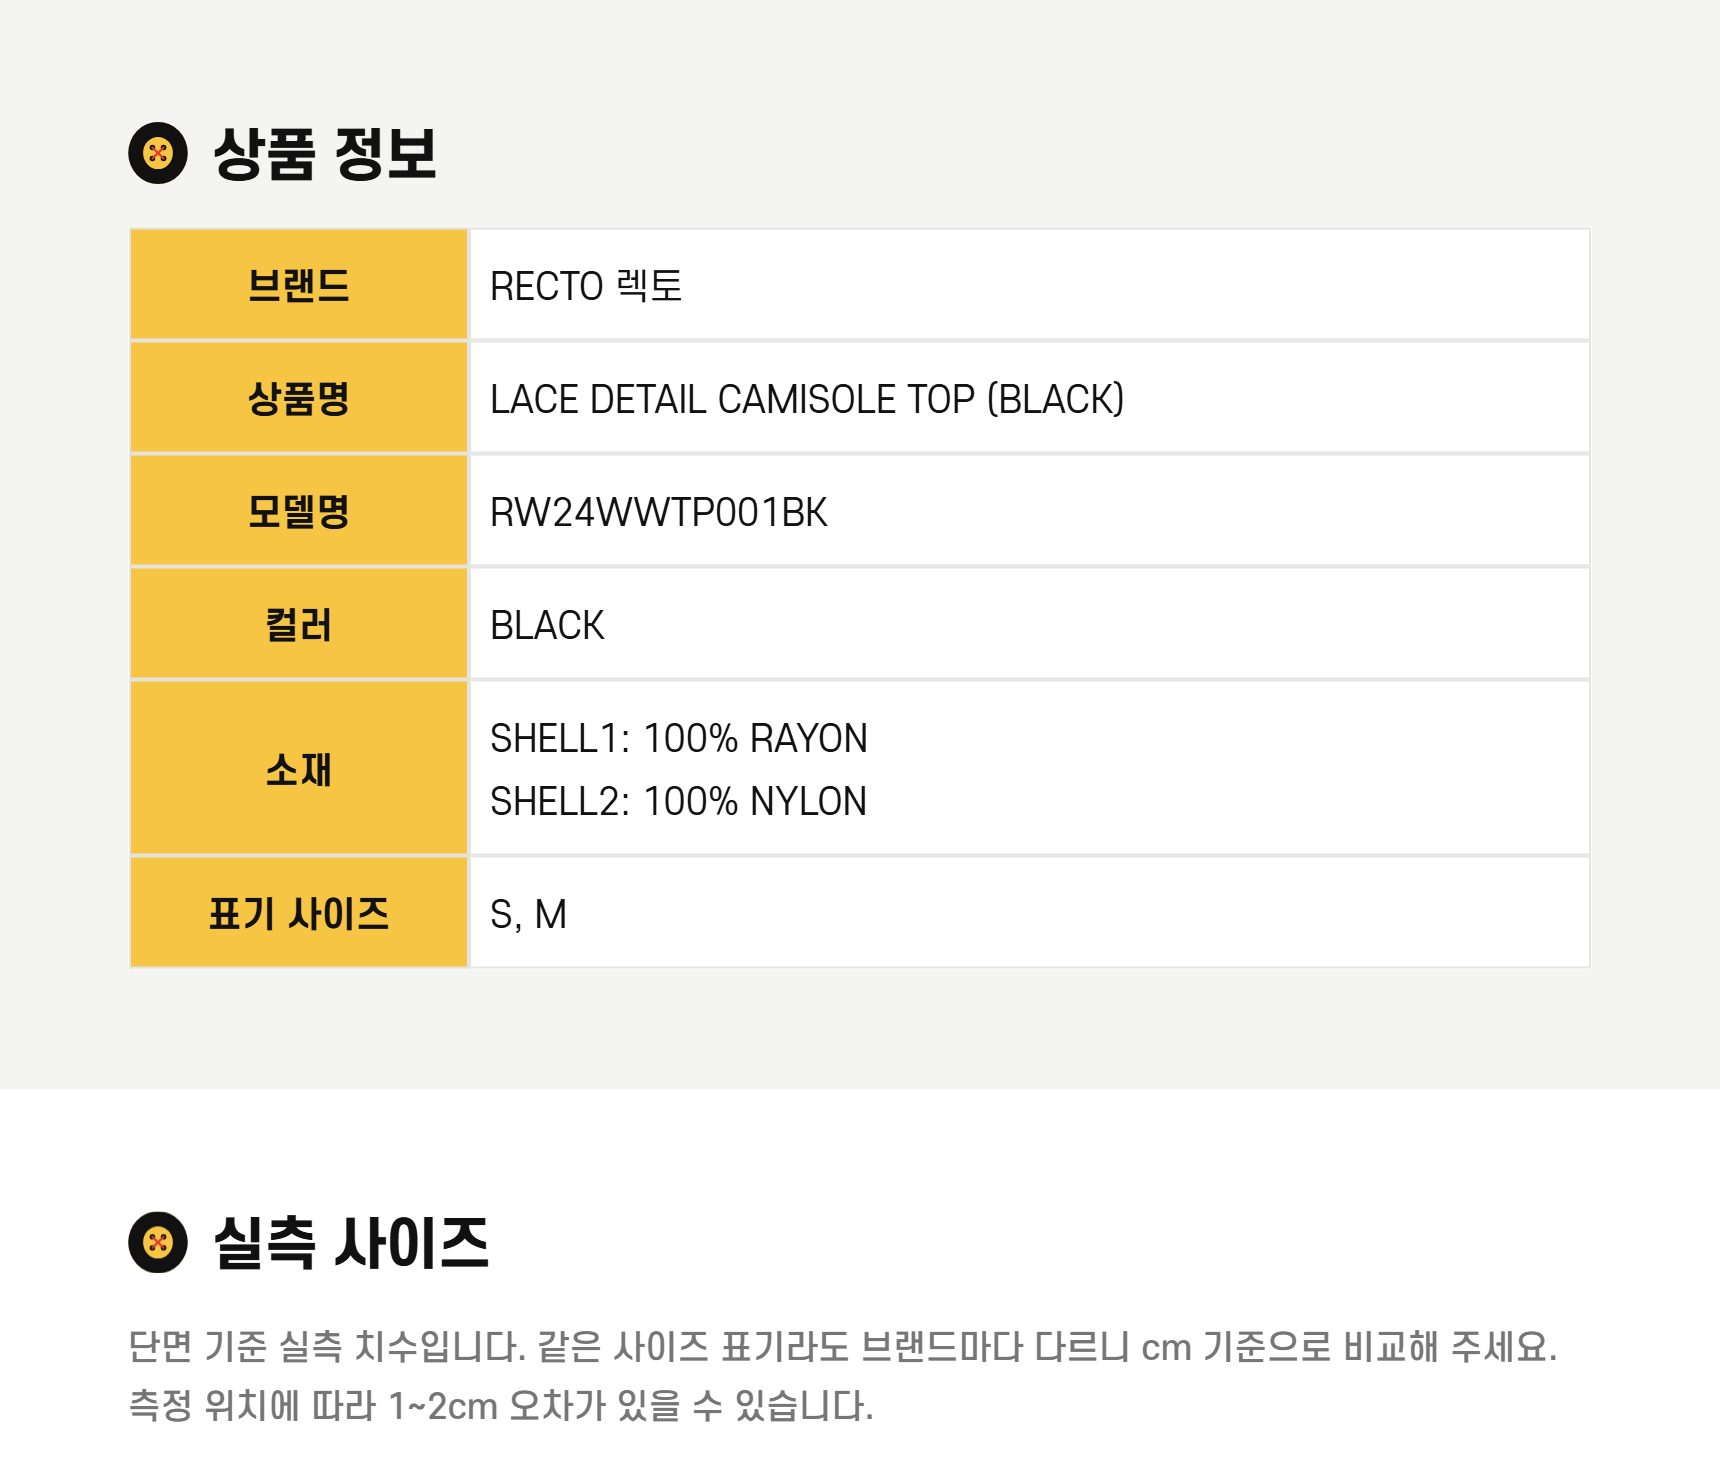 상품 정보
브랜드
RECTO 렉토
상품명
LACE DETAIL CAMISOLE TOP (BLACK)
모델명
RW24WWTP001BK
컬러
BLACK
소재
SHELL1: 100% RAYON
SHELL2: 100% NYLON
표기 사이즈
S, M
실측 사이즈
단면 기준 실측 치수입니다. 같은 사이즈 표기라도 브랜드마다 다르니 cm 기준으로 비교해 주세요.
측정 위치에 따라 1~2cm 오차가 있을 수 있습니다.